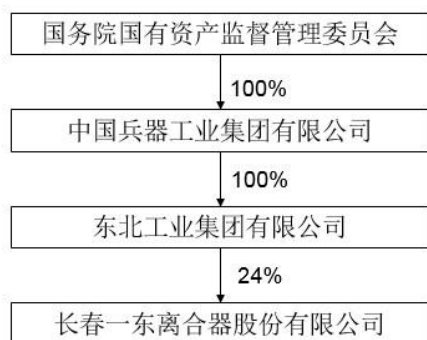 国务院国有资产监督管理委员会
100%
中国兵器工业集团有限公司
100%
东北工业集团有限公司
24%
长春一东离合器股份有限公司